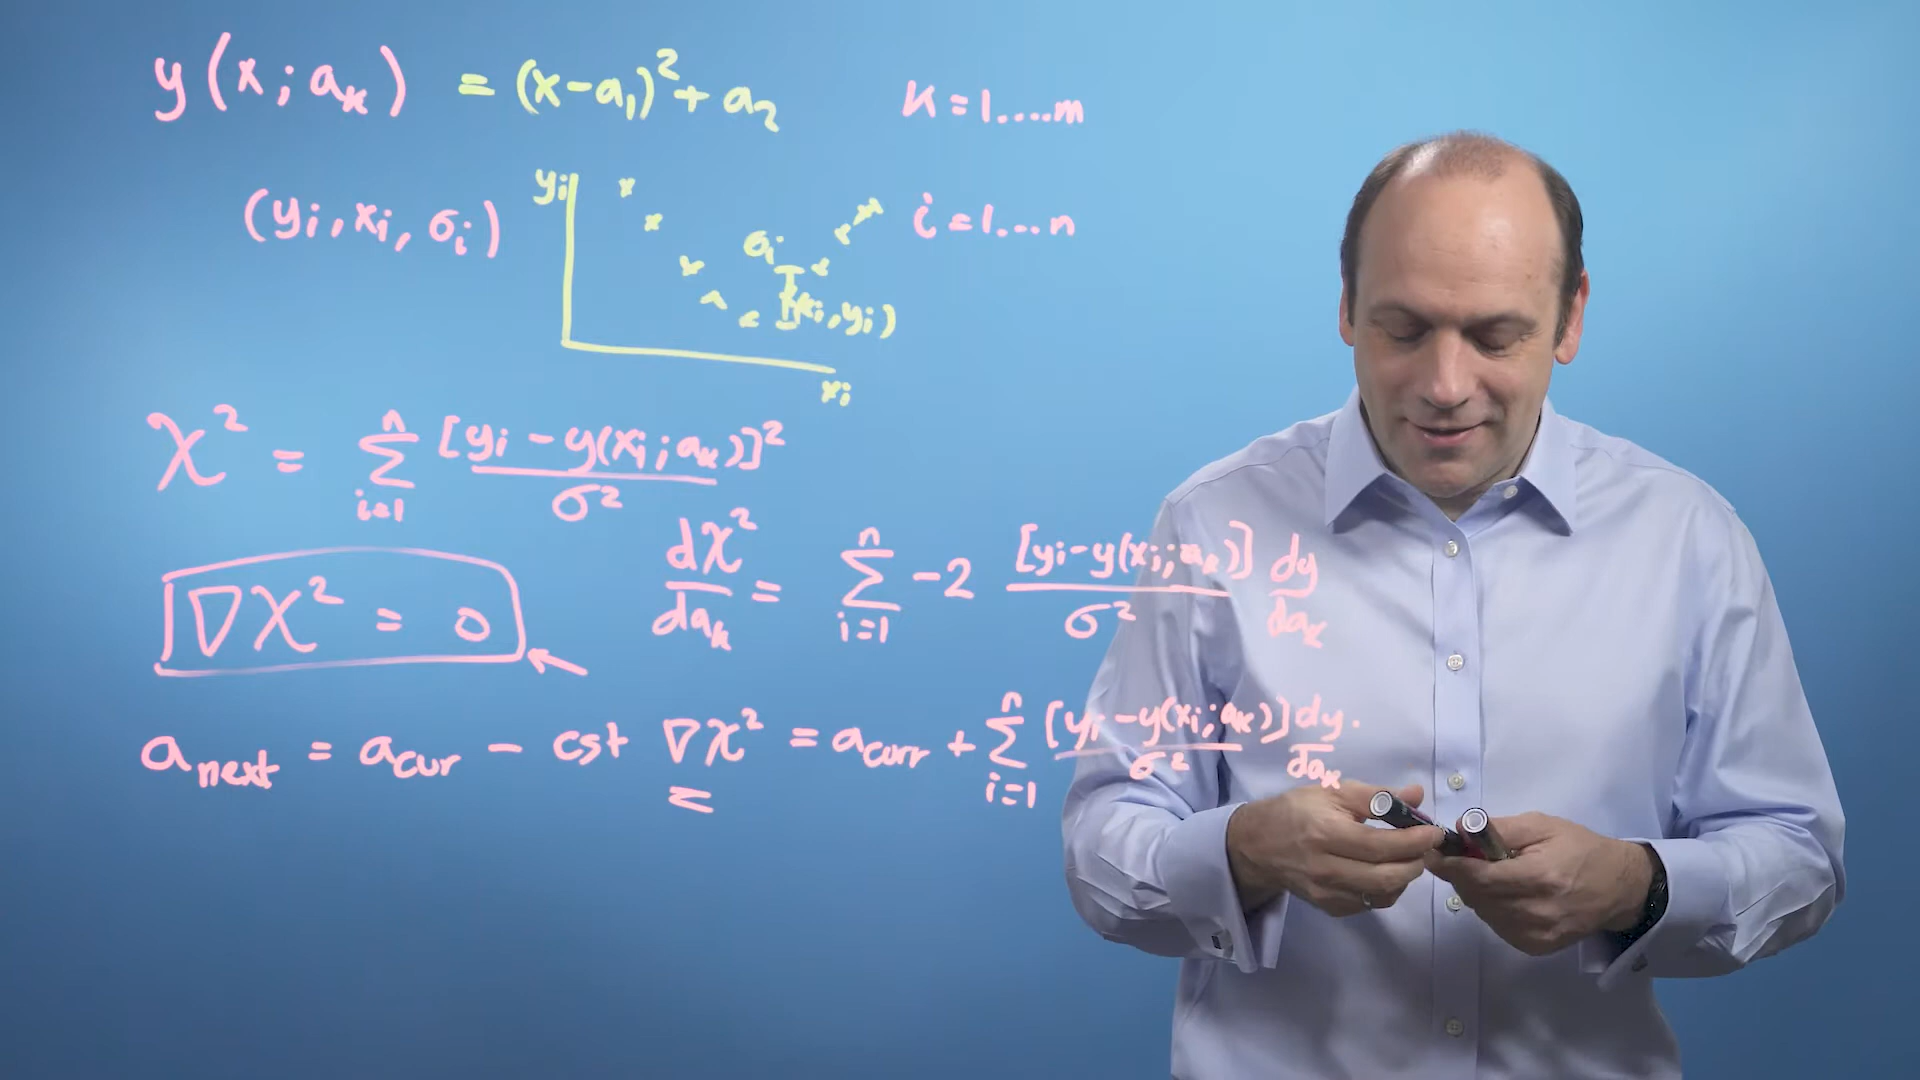 y(x; aₖ) = (x-a₁)² + a₂ k = 1....m
(yᵢ, xᵢ, σᵢ) i = 1...n
yᵢ
σᵢ
(xᵢ, yᵢ)
xᵢ
χ² = Σᵢ₌₁ⁿ [yᵢ - y(xᵢ; aₖ)]² / σ²
∇χ² = 0
dχ²/daₖ = Σᵢ₌₁ⁿ -2 [yᵢ - y(xᵢ; aₖ)] / σ² dy/daₖ
a_next = a_cur - cst ∇χ² = a_curr + Σᵢ₌₁ⁿ [yᵢ - y(xᵢ; aₖ)] / σ² dy/daₖ.